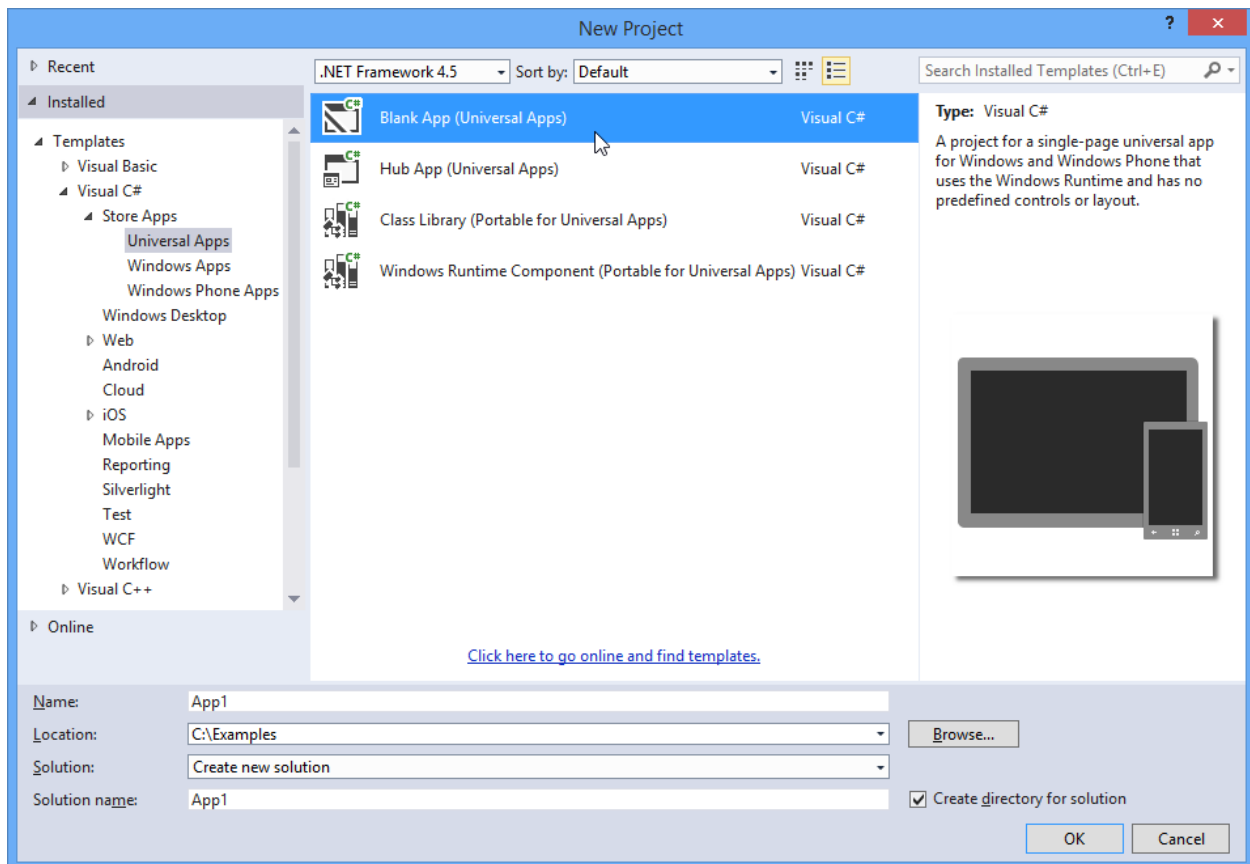 New Project
?
Recent
.NET Framework 4.5
Sort by:
Default
Search Installed Templates (Ctrl+E)
Installed
Templates
Visual Basic
Visual C#
Store Apps
Universal Apps
Windows Apps
Windows Phone Apps
Windows Desktop
Web
Android
Cloud
iOS
Mobile Apps
Reporting
Silverlight
Test
WCF
Workflow
Visual C++
Online
C# Blank App (Universal Apps) Visual C#
C# Hub App (Universal Apps) Visual C#
C# Class Library (Portable for Universal Apps) Visual C#
C# Windows Runtime Component (Portable for Universal Apps) Visual C#
Click here to go online and find templates.
Type: Visual C#
A project for a single-page universal app
for Windows and Windows Phone that
uses the Windows Runtime and has no
predefined controls or layout.
Name: App1
Location: C:\Examples
Browse...
Solution: Create new solution
Solution name: App1
Create directory for solution
OK
Cancel